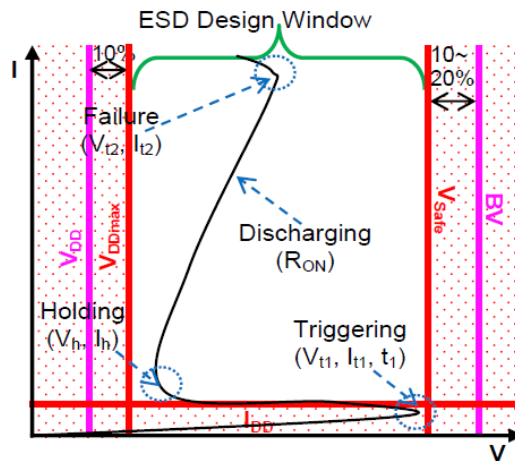 ESD Design Window
I
10%
10~
20%
Failure
(Vt2, It2)
VDD
VDDmax
VSafe
BV
Discharging
(RON)
Holding
(Vh, Ih)
Triggering
(Vt1, It1, t1)
IDD
V